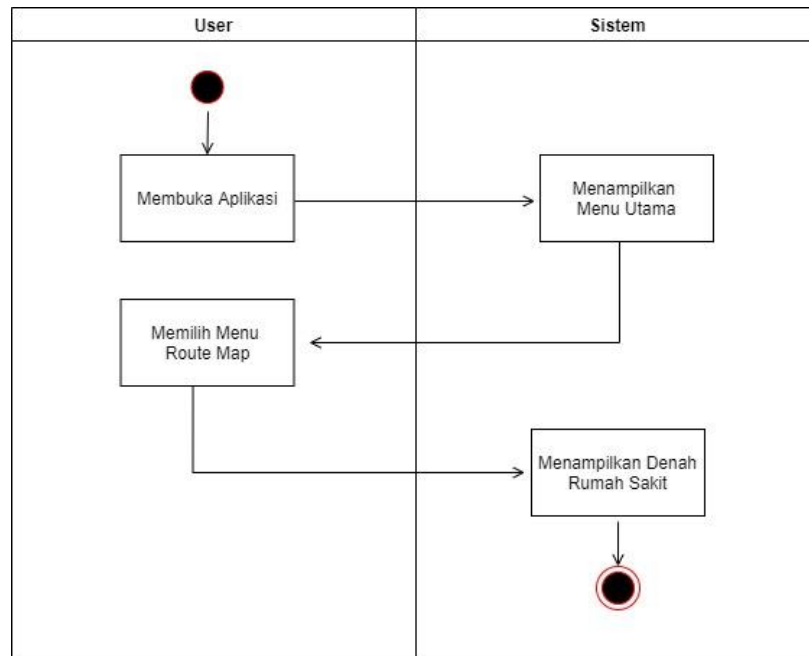 User
Sistem
Membuka Aplikasi
Menampilkan
Menu Utama
Memilih Menu
Route Map
Menampilkan Denah
Rumah Sakit